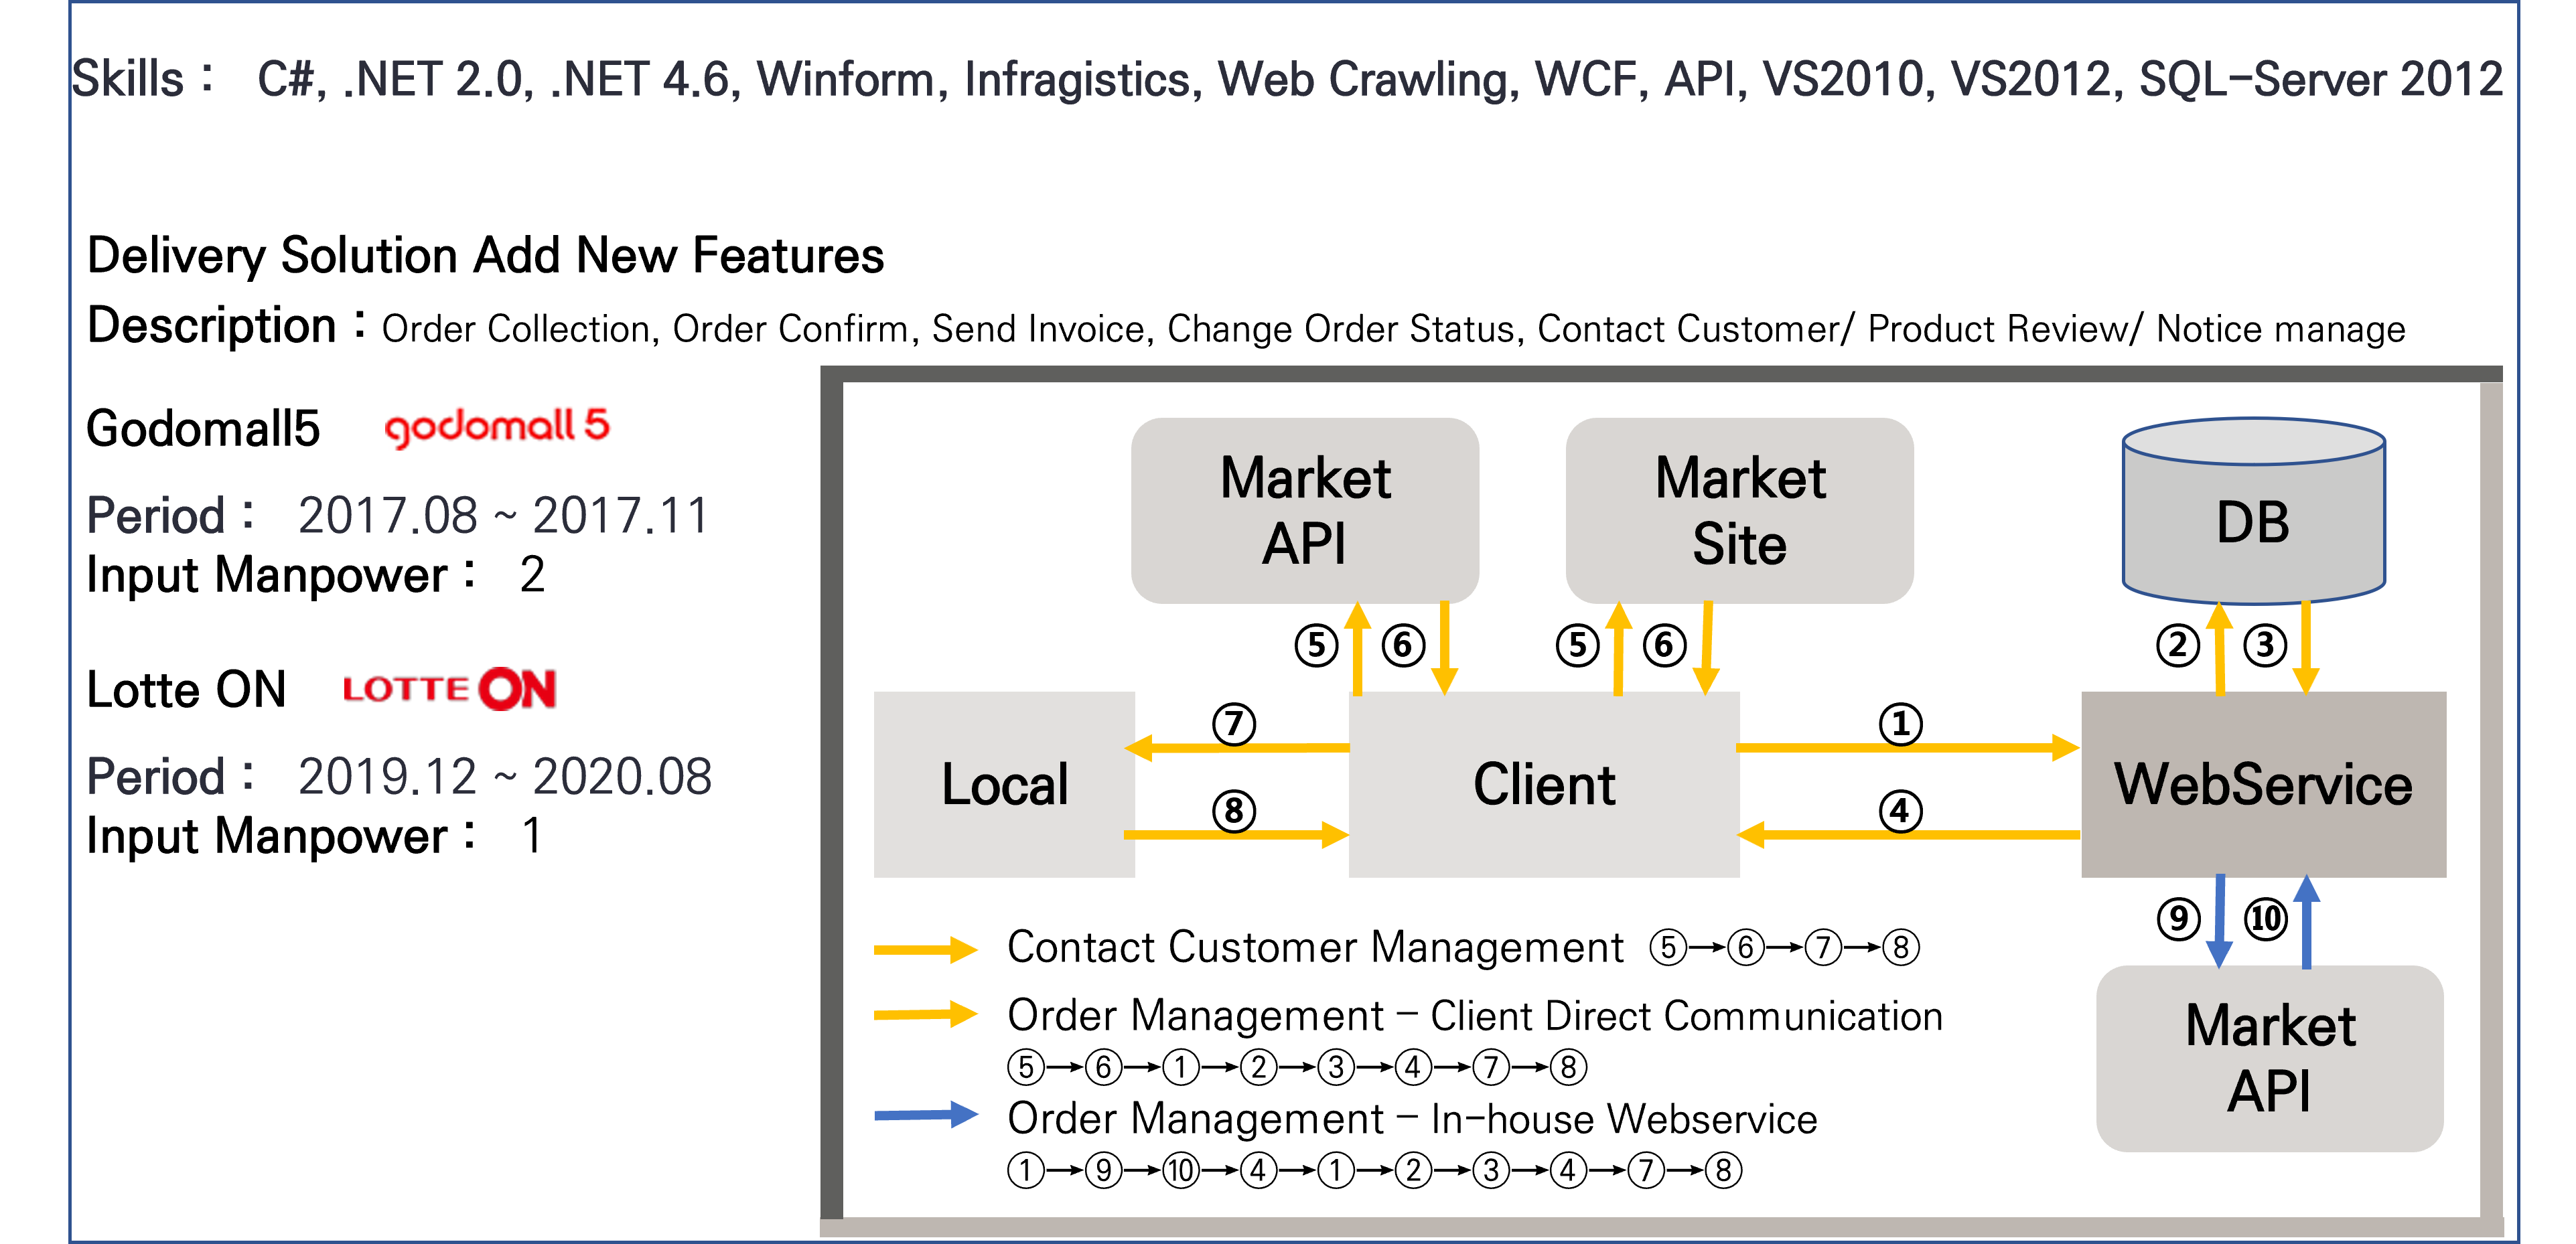 Skills : C#, .NET 2.0, .NET 4.6, Winform, Infragistics, Web Crawling, WCF, API, VS2010, VS2012, SQL-Server 2012
Delivery Solution Add New Features
Description : Order Collection, Order Confirm, Send Invoice, Change Order Status, Contact Customer/ Product Review/ Notice manage
Godomall5 godomall 5
Period : 2017.08 ~ 2017.11
Input Manpower : 2
Lotte ON LOTTE ON
Period : 2019.12 ~ 2020.08
Input Manpower : 1
Market
API
Market
Site
DB
⑤ ⑥ ⑤ ⑥ ② ③
⑦ ①
Local Client WebService
⑧ ④
⑨ ⑩
Market
API
Contact Customer Management ⑤→⑥→⑦→⑧
Order Management – Client Direct Communication
⑤→⑥→①→②→③→④→⑦→⑧
Order Management – In-house Webservice
①→⑨→⑩→④→①→②→③→④→⑦→⑧